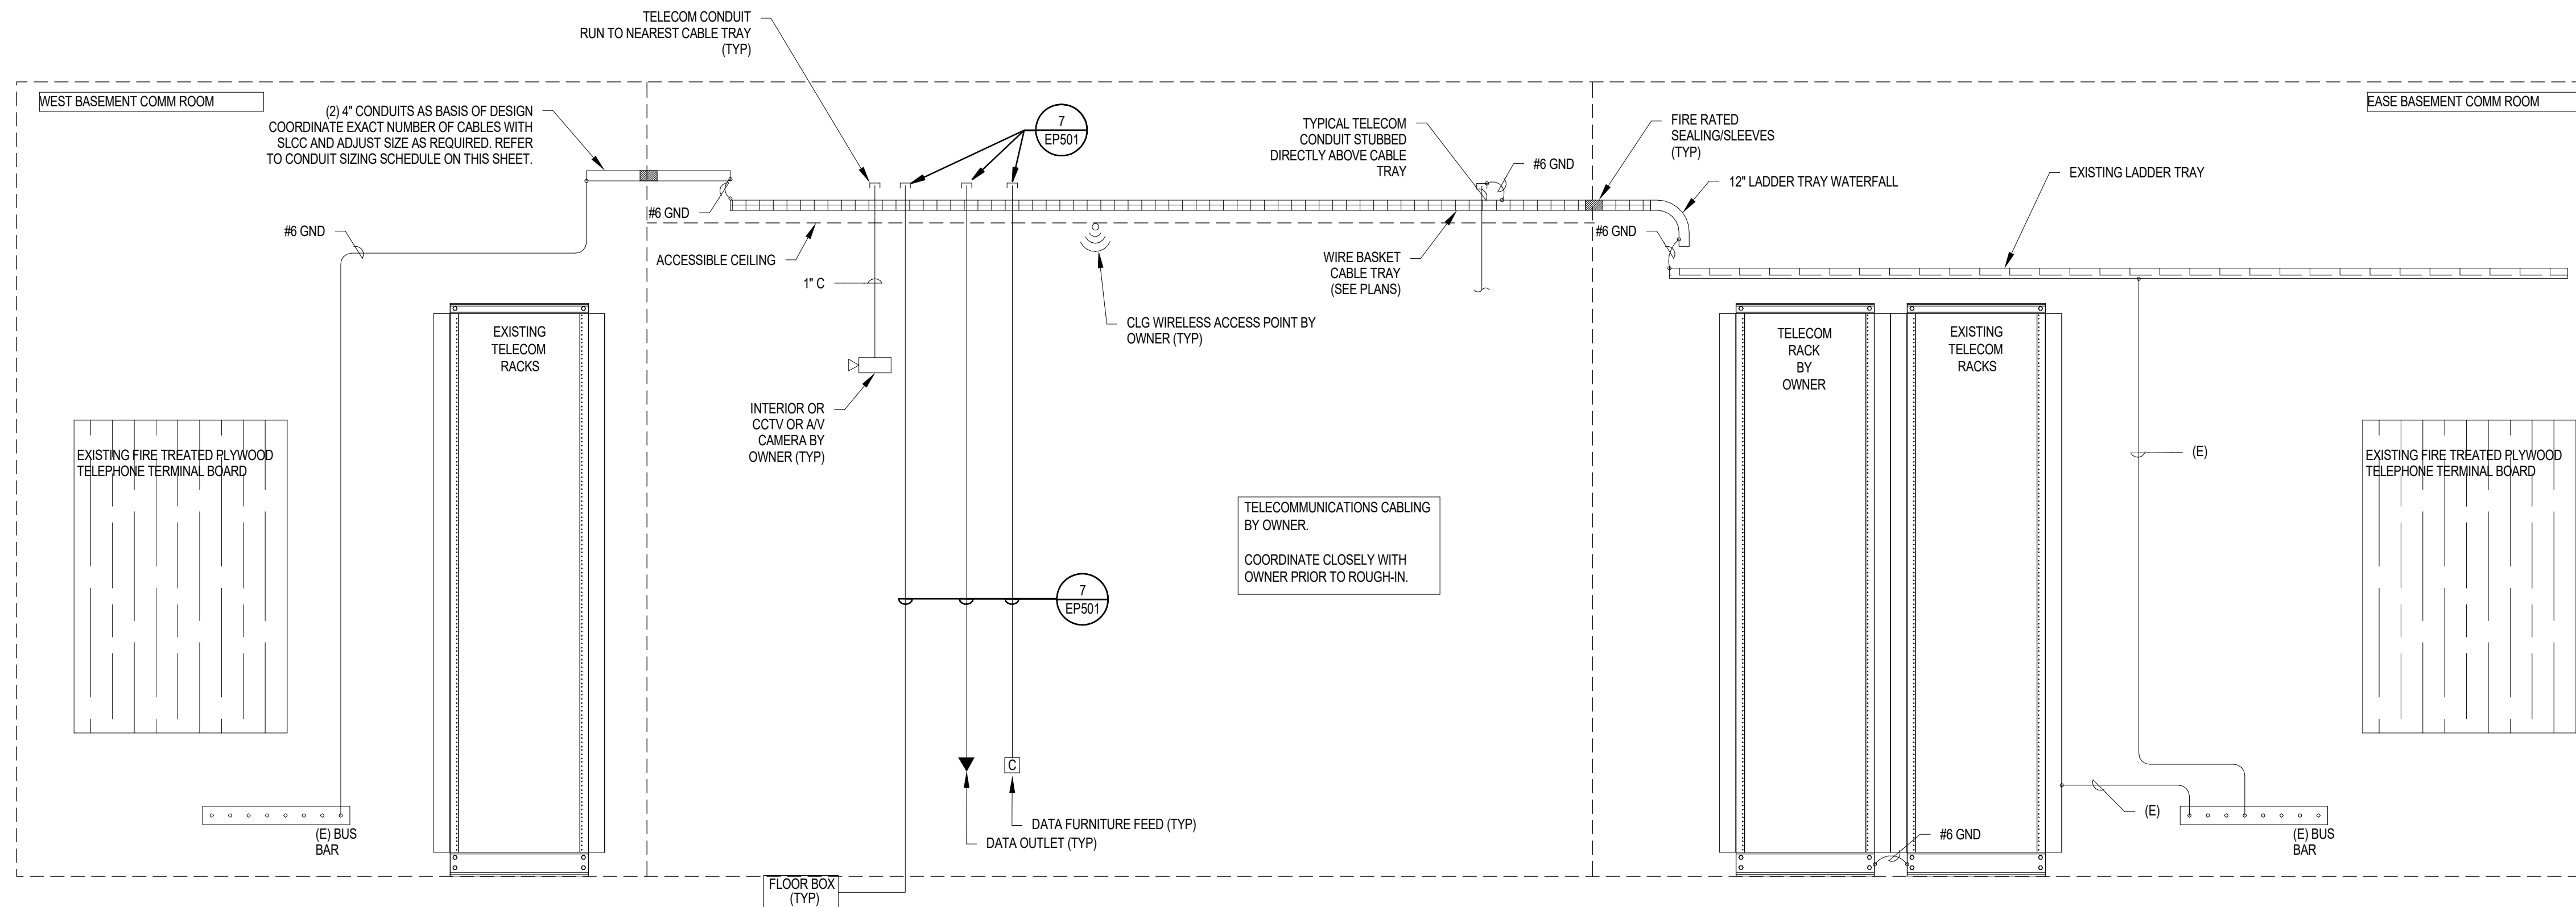 TELECOM CONDUIT
RUN TO NEAREST CABLE TRAY
(TYP)
WEST BASEMENT COMM ROOM
(2) 4" CONDUITS AS BASIS OF DESIGN
COORDINATE EXACT NUMBER OF CABLES WITH
SLCC AND ADJUST SIZE AS REQUIRED. REFER
TO CONDUIT SIZING SCHEDULE ON THIS SHEET.
7
EP501
TYPICAL TELECOM
CONDUIT STUBBED
DIRECTLY ABOVE CABLE
TRAY
#6 GND
FIRE RATED
SEALING/SLEEVES
(TYP)
EASE BASEMENT COMM ROOM
12" LADDER TRAY WATERFALL
EXISTING LADDER TRAY
#6 GND
#6 GND
#6 GND
ACCESSIBLE CEILING
1" C
WIRE BASKET
CABLE TRAY
(SEE PLANS)
CLG WIRELESS ACCESS POINT BY
OWNER (TYP)
EXISTING
TELECOM
RACKS
TELECOM
RACK
BY
OWNER
EXISTING
TELECOM
RACKS
INTERIOR OR
CCTV OR A/V
CAMERA BY
OWNER (TYP)
EXISTING FIRE TREATED PLYWOOD
TELEPHONE TERMINAL BOARD
(E)
EXISTING FIRE TREATED PLYWOOD
TELEPHONE TERMINAL BOARD
TELECOMMUNICATIONS CABLING
BY OWNER.
COORDINATE CLOSELY WITH
OWNER PRIOR TO ROUGH-IN.
7
EP501
C
DATA FURNITURE FEED (TYP)
DATA OUTLET (TYP)
(E) BUS
BAR
#6 GND
(E)
(E) BUS
BAR
FLOOR BOX
(TYP)